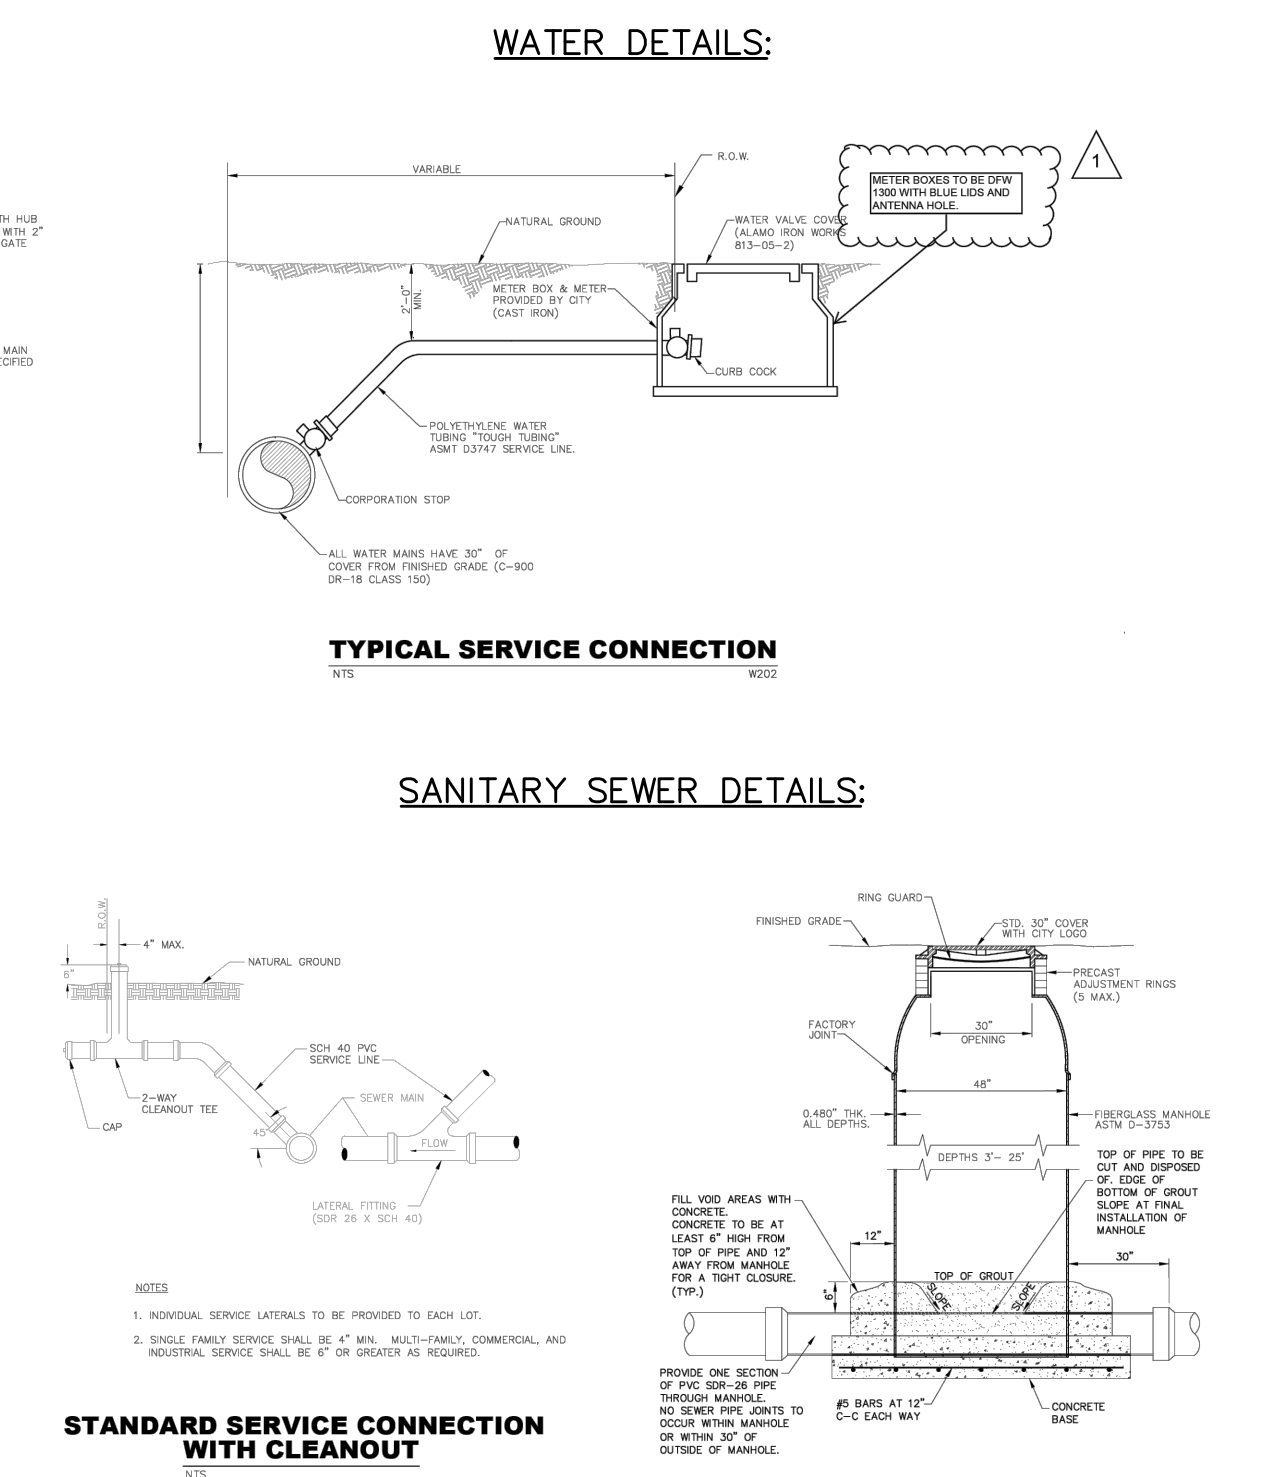 WATER DETAILS:
VARIABLE
R.O.W.
1
METER BOXES TO BE DFW
1300 WITH BLUE LIDS AND
ANTENNA HOLE.
TH HUB
WITH 2"
GATE
NATURAL GROUND
WATER VALVE COVER
(ALAMO IRON WORKS
813-05-2)
2'-0"
MIN.
METER BOX & METER
PROVIDED BY CITY
(CAST IRON)
MAIN
ECIFIED
CURB COCK
POLYETHYLENE WATER
TUBING "TOUGH TUBING"
ASMT D3747 SERVICE LINE.
CORPORATION STOP
ALL WATER MAINS HAVE 30" OF
COVER FROM FINISHED GRADE (C-900
DR-18 CLASS 150)
TYPICAL SERVICE CONNECTION
NTS W202
SANITARY SEWER DETAILS:
R.O.W.
4" MAX.
6"
NATURAL GROUND
SCH 40 PVC
SERVICE LINE
2-WAY
CLEANOUT TEE
CAP
SEWER MAIN
45°
FLOW
LATERAL FITTING
(SDR 26 X SCH 40)
NOTES
1. INDIVIDUAL SERVICE LATERALS TO BE PROVIDED TO EACH LOT.
2. SINGLE FAMILY SERVICE SHALL BE 4" MIN. MULTI-FAMILY, COMMERCIAL, AND
INDUSTRIAL SERVICE SHALL BE 6" OR GREATER AS REQUIRED.
STANDARD SERVICE CONNECTION
WITH CLEANOUT
NTS
RING GUARD
FINISHED GRADE
STD. 30" COVER
WITH CITY LOGO
PRECAST
ADJUSTMENT RINGS
(5 MAX.)
FACTORY
JOINT
30"
OPENING
48"
0.480" THK.
ALL DEPTHS.
FIBERGLASS MANHOLE
ASTM D-3753
DEPTHS 3'- 25'
TOP OF PIPE TO BE
CUT AND DISPOSED
OF. EDGE OF
BOTTOM OF GROUT
SLOPE AT FINAL
INSTALLATION OF
MANHOLE
FILL VOID AREAS WITH
CONCRETE.
CONCRETE TO BE AT
LEAST 6" HIGH FROM
TOP OF PIPE AND 12"
AWAY FROM MANHOLE
FOR A TIGHT CLOSURE.
(TYP.)
12"
30"
TOP OF GROUT
6"
SLOPE
SLOPE
PROVIDE ONE SECTION
OF PVC SDR-26 PIPE
THROUGH MANHOLE.
NO SEWER PIPE JOINTS TO
OCCUR WITHIN MANHOLE
OR WITHIN 30" OF
OUTSIDE OF MANHOLE.
#5 BARS AT 12"
C-C EACH WAY
CONCRETE
BASE